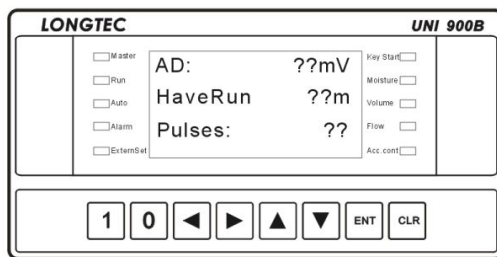 LONGTEC UNI 900B
Master
Run
Auto
Alarm
ExternSet
AD: ??mV
HaveRun ??m
Pulses: ??
Key Start
Moisture
Volume
Flow
Acc.cont
1 0 ◀ ▶ ▲ ▼ ENT CLR